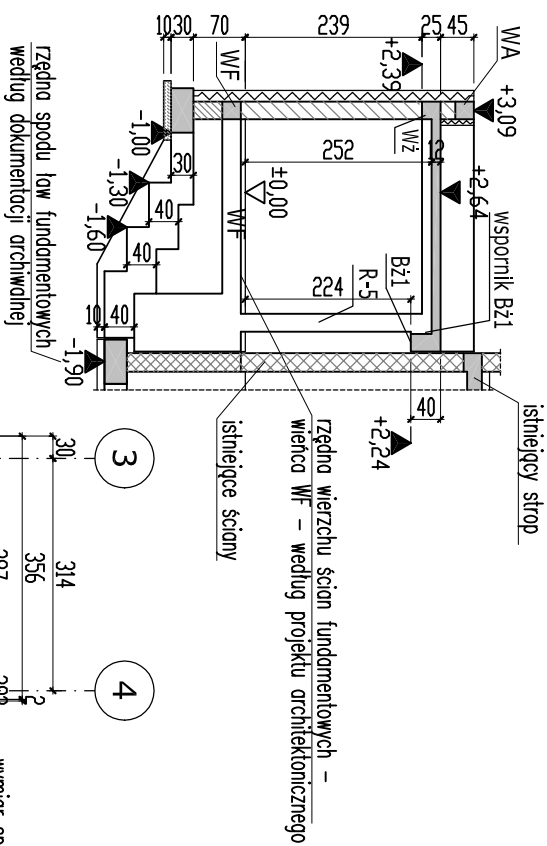 istniejący strop
wspornik Bż1
WA
+3,09
+2,64
45
25
12
40
+2,39
+2,24
Wż
Bż1
239
252
224
R-5
±0,00
WF
WF
70
30
10
-1,00
30
-1,30
40
-1,60
40
10
40
-1,90
istniejące ściany
rzędna wierzchu ścian fundamentowych -
wieńca WF - według projektu architektonicznego
rzędna spodu ław fundamentowych
według dokumentacji archiwalnej
3
4
30
314
356
2